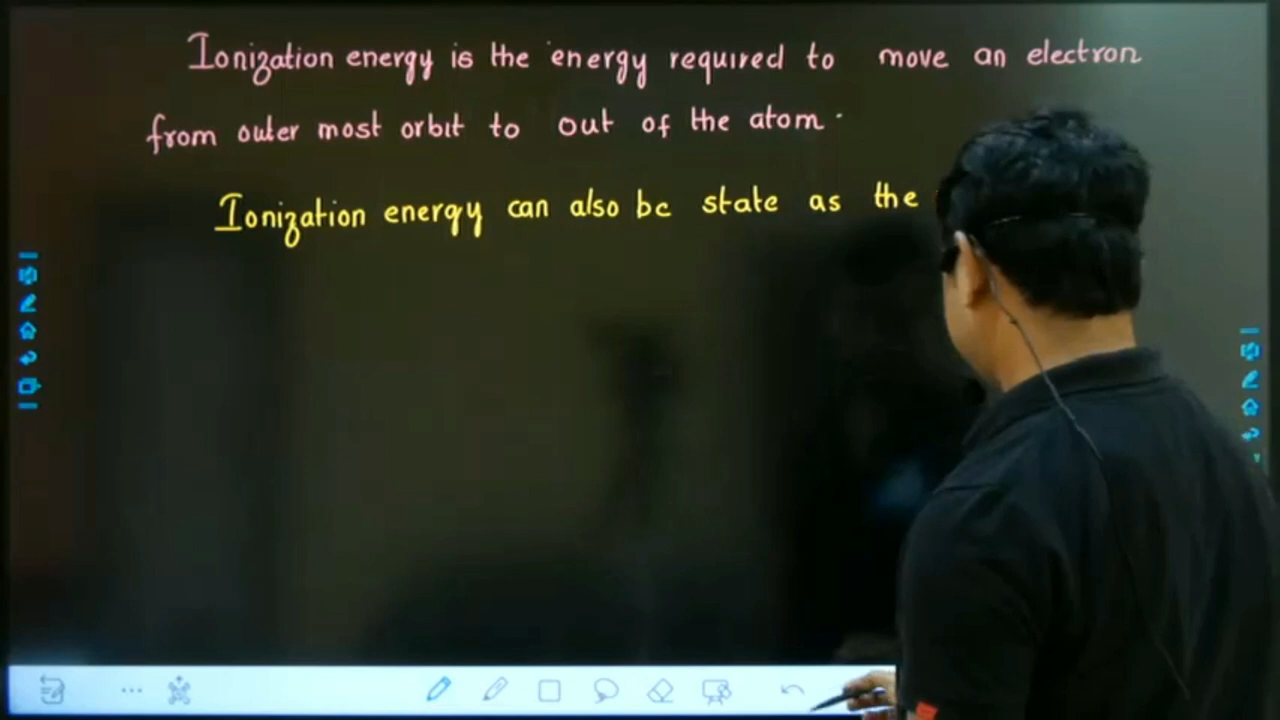 Ionization energy is the energy required to move an electron
from outer most orbit to out of the atom.
Ionization energy can also be state as the